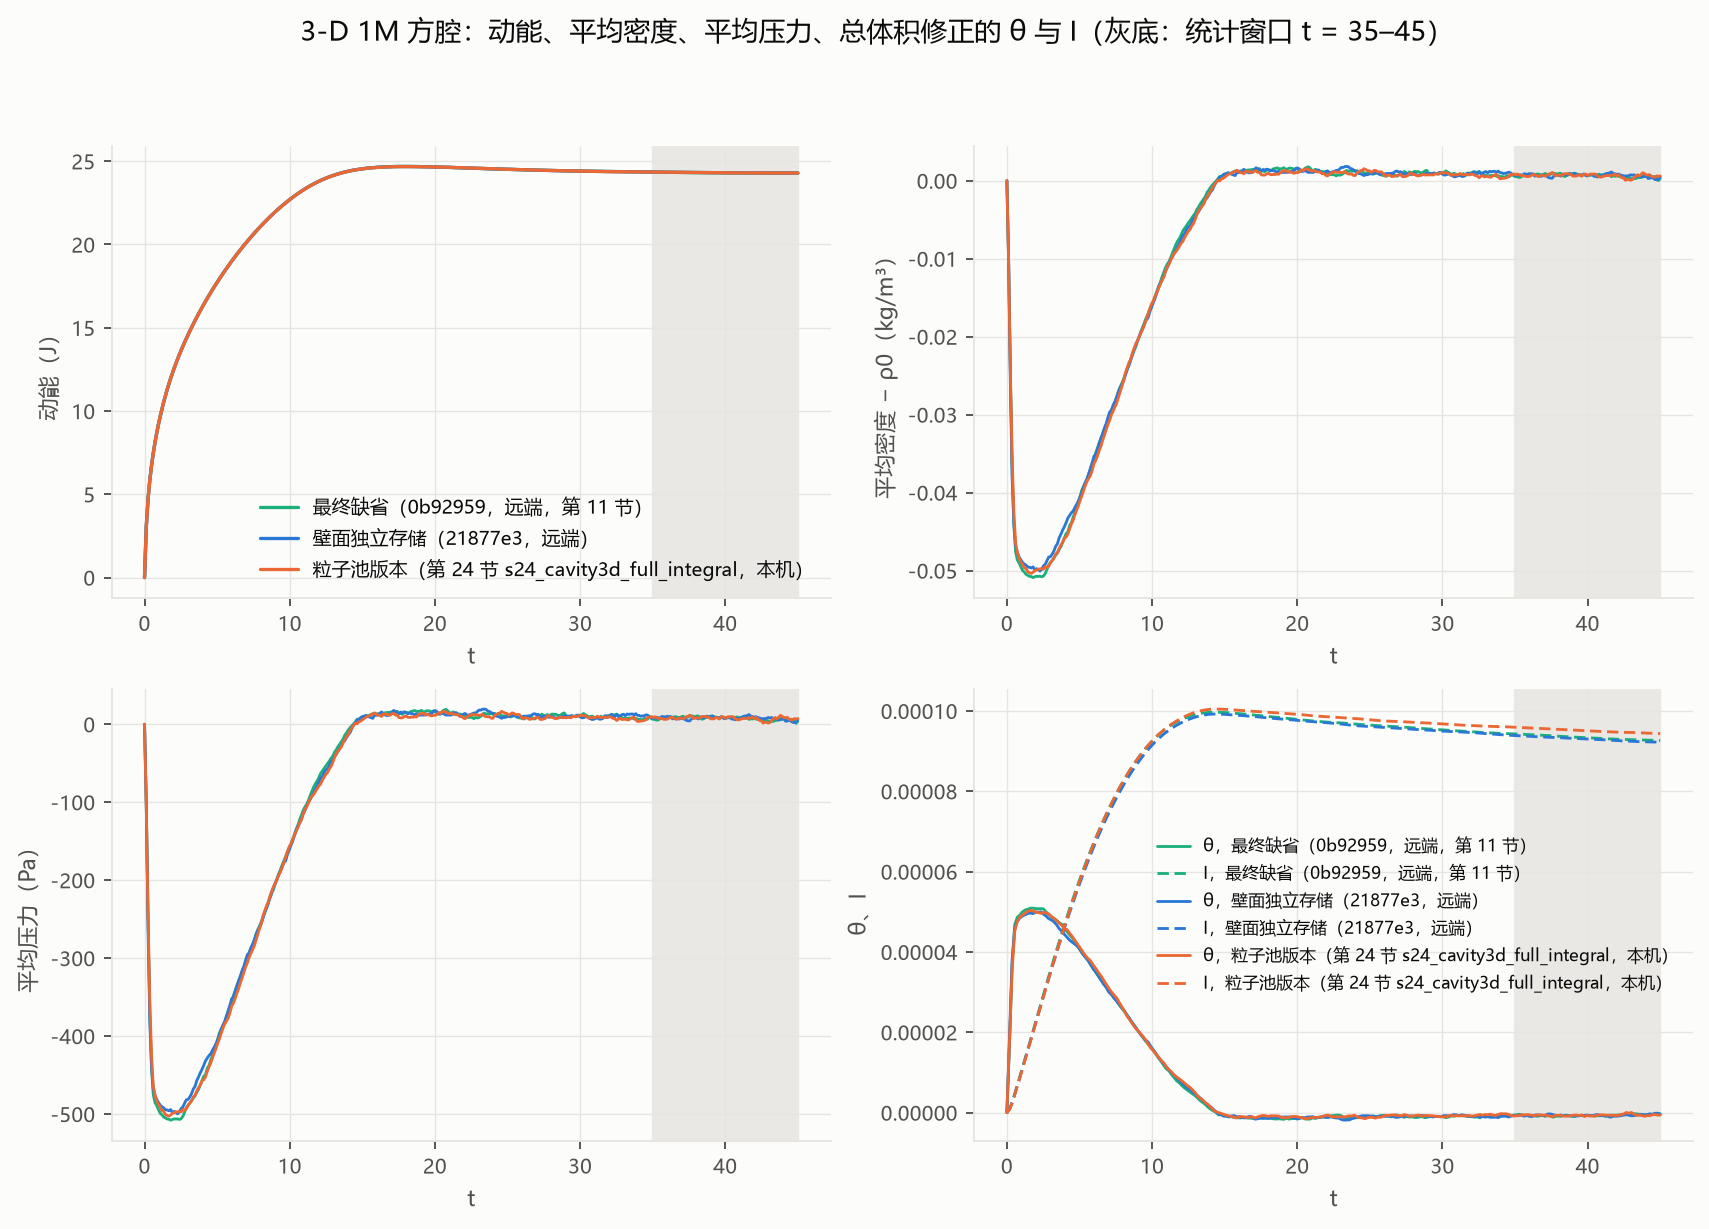 3-D 1M 方腔：动能、平均密度、平均压力、总体积修正的 θ 与 I（灰底：统计窗口 t = 35–45）
动能（J）
25
20
15
10
5
0
最终缺省（0b92959，远端，第 11 节）
壁面独立存储（21877e3，远端）
粒子池版本（第 24 节 s24_cavity3d_full_integral，本机）
0 10 20 30 40
t
平均密度 − ρ0（kg/m³）
0.00
-0.01
-0.02
-0.03
-0.04
-0.05
0 10 20 30 40
t
平均压力（Pa）
0
-100
-200
-300
-400
-500
0 10 20 30 40
t
θ、I
0.00010
0.00008
0.00006
0.00004
0.00002
0.00000
θ，最终缺省（0b92959，远端，第 11 节）
I，最终缺省（0b92959，远端，第 11 节）
θ，壁面独立存储（21877e3，远端）
I，壁面独立存储（21877e3，远端）
θ，粒子池版本（第 24 节 s24_cavity3d_full_integral，本机）
I，粒子池版本（第 24 节 s24_cavity3d_full_integral，本机）
0 10 20 30 40
t